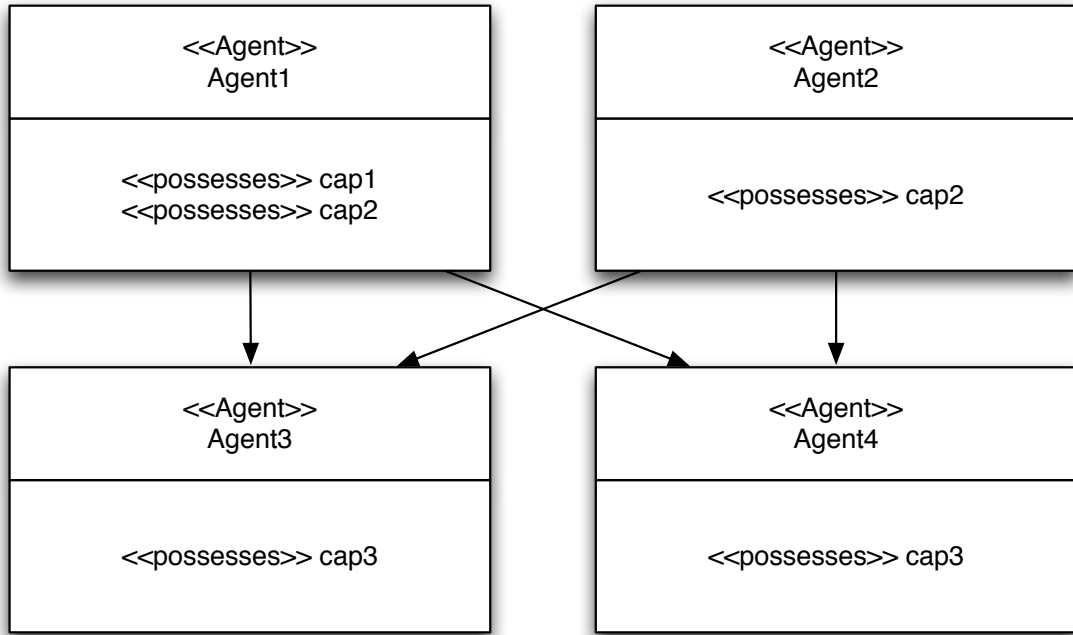 <<Agent>>
Agent1
<<possesses>> cap1
<<possesses>> cap2
<<Agent>>
Agent2
<<possesses>> cap2
<<Agent>>
Agent3
<<possesses>> cap3
<<Agent>>
Agent4
<<possesses>> cap3